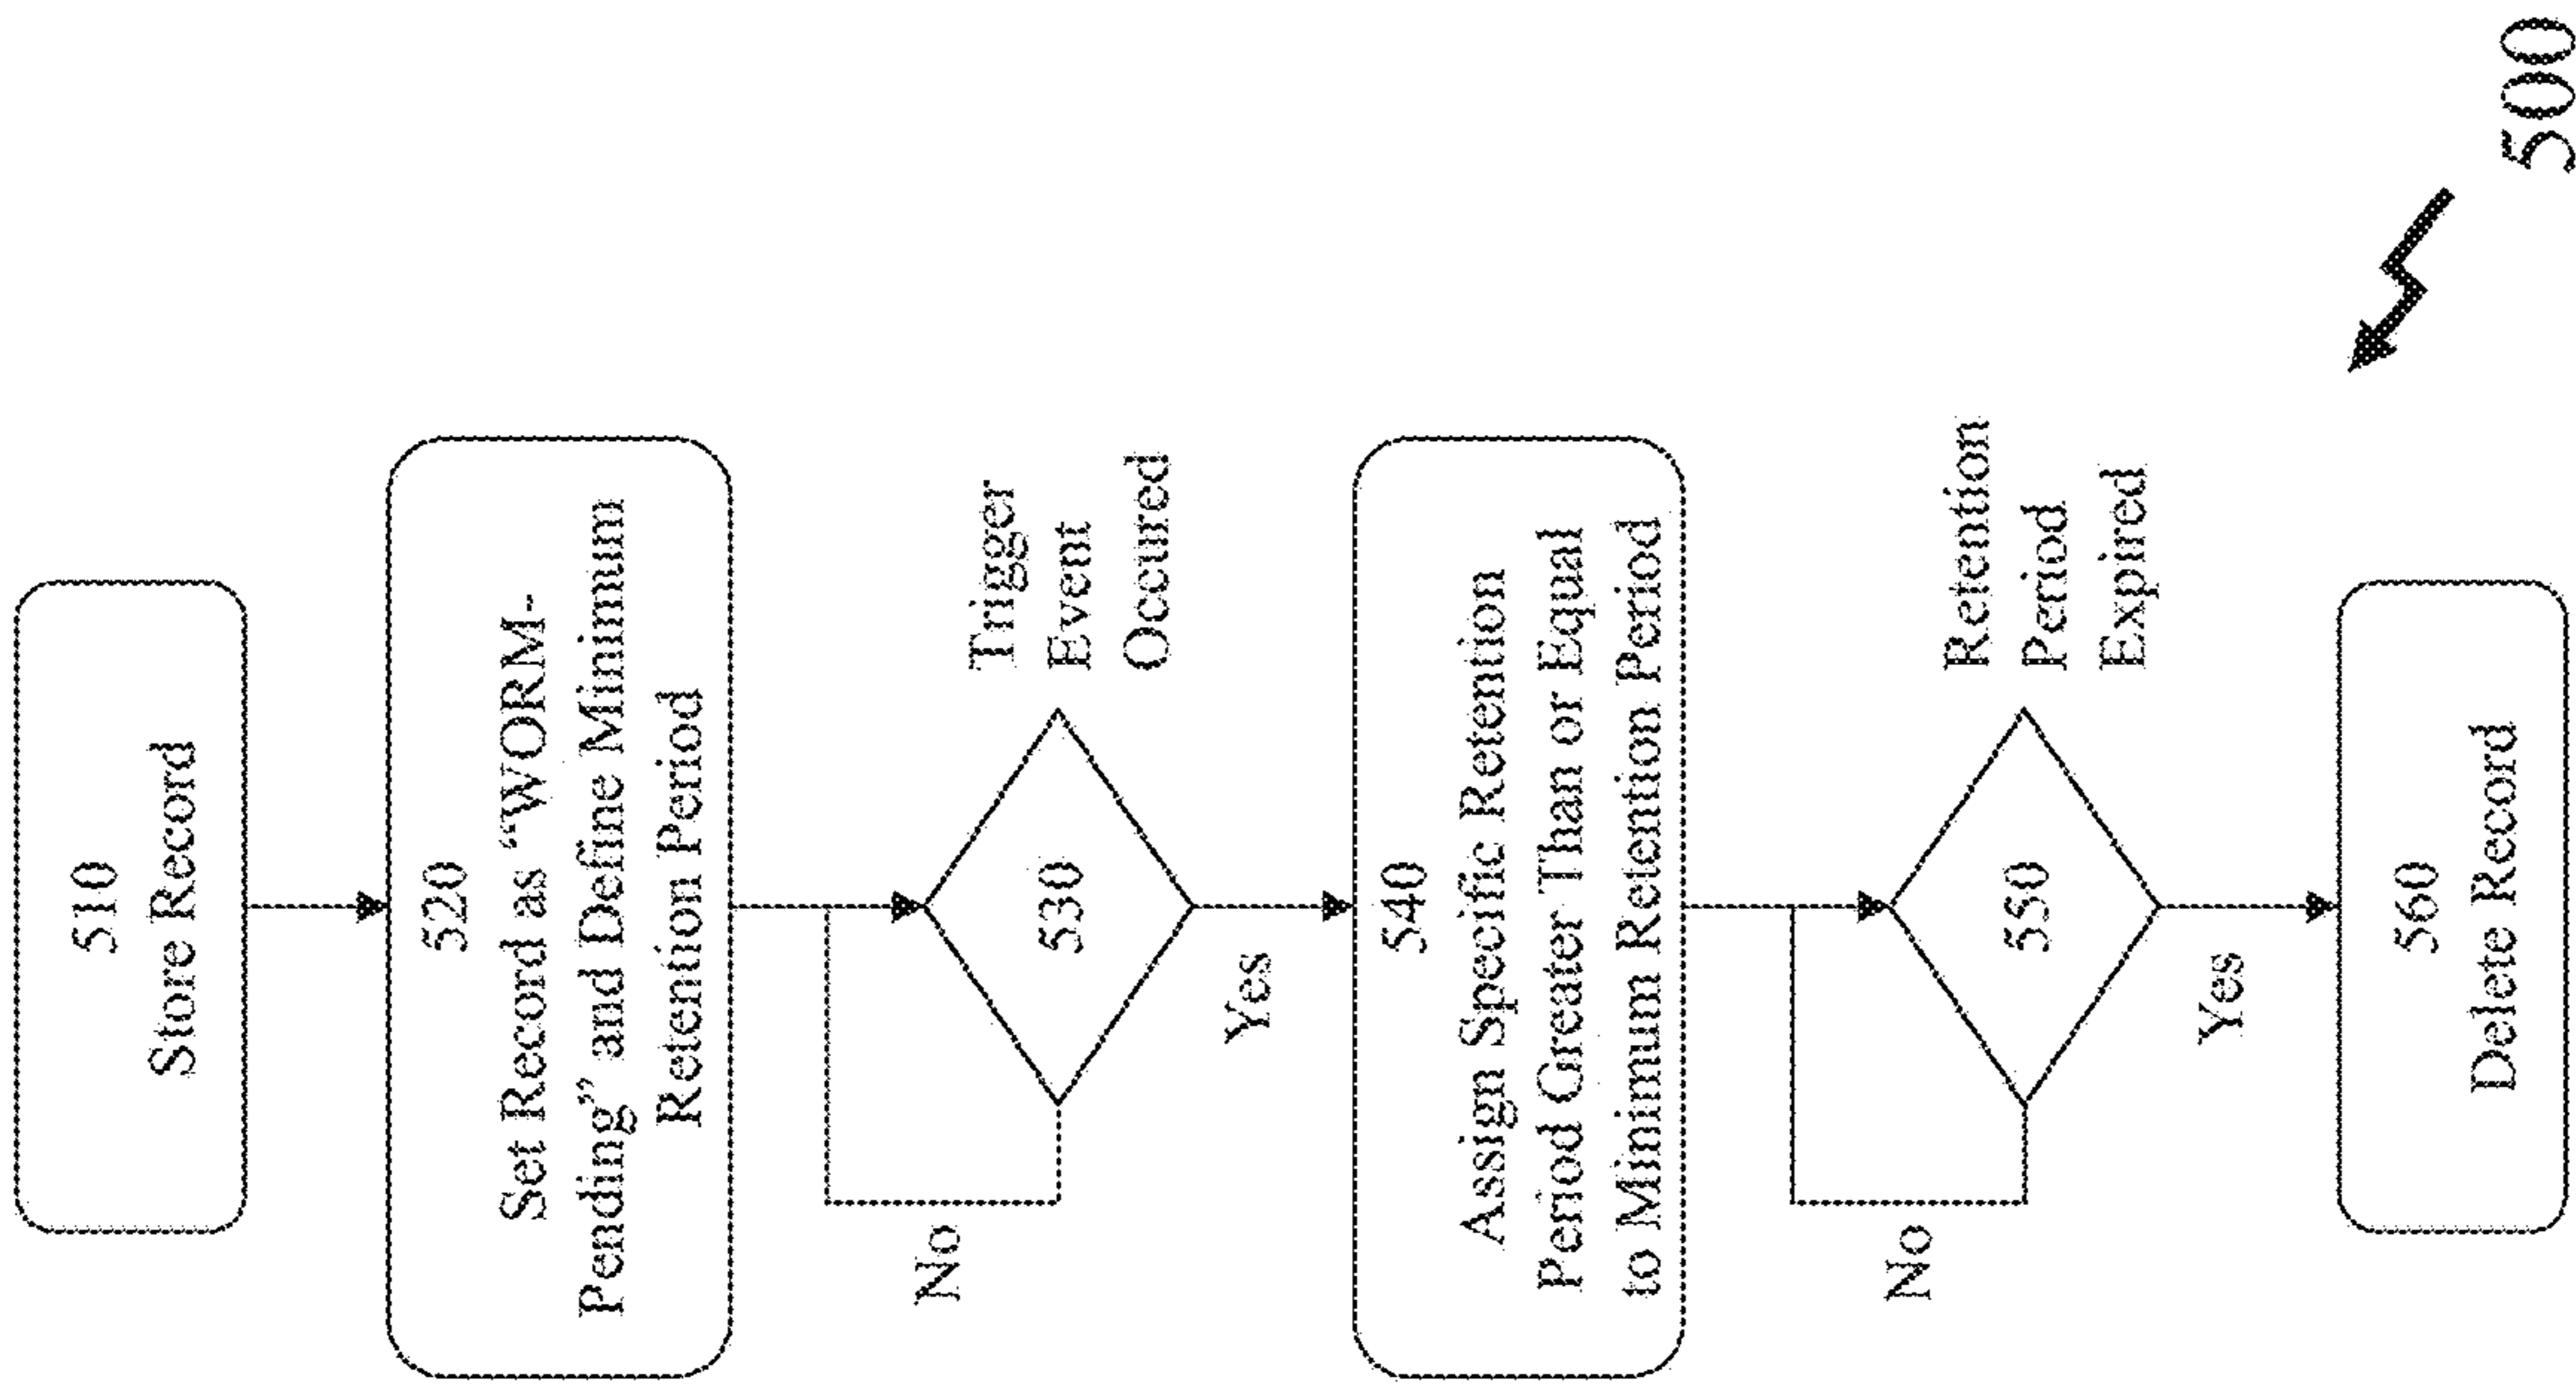 510
Store Record
520
Set Record as “WORM-
Pending” and Define Minimum
Retention Period
530
Trigger
Event
Occured
No
Yes
540
Assign Specific Retention
Period Greater Than or Equal
to Minimum Retention Period
550
Retention
Period
Expired
No
Yes
560
Delete Record
500